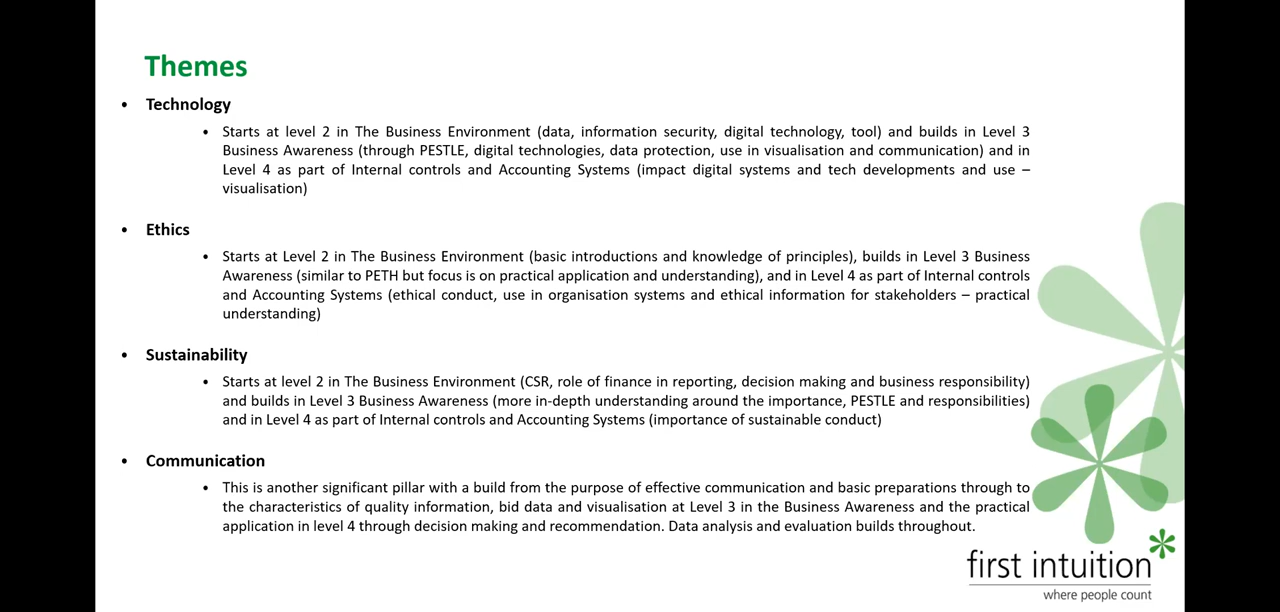 Themes
• Technology
• Starts at level 2 in The Business Environment (data, information security, digital technology, tool) and builds in Level 3
Business Awareness (through PESTLE, digital technologies, data protection, use in visualisation and communication) and in
Level 4 as part of Internal controls and Accounting Systems (impact digital systems and tech developments and use –
visualisation)
• Ethics
• Starts at Level 2 in The Business Environment (basic introductions and knowledge of principles), builds in Level 3 Business
Awareness (similar to PETH but focus is on practical application and understanding), and in Level 4 as part of Internal controls
and Accounting Systems (ethical conduct, use in organisation systems and ethical information for stakeholders – practical
understanding)
• Sustainability
• Starts at level 2 in The Business Environment (CSR, role of finance in reporting, decision making and business responsibility)
and builds in Level 3 Business Awareness (more in-depth understanding around the importance, PESTLE and responsibilities)
and in Level 4 as part of Internal controls and Accounting Systems (importance of sustainable conduct)
• Communication
• This is another significant pillar with a build from the purpose of effective communication and basic preparations through to
the characteristics of quality information, bid data and visualisation at Level 3 in the Business Awareness and the practical
application in level 4 through decision making and recommendation. Data analysis and evaluation builds throughout.
first intuition
where people count